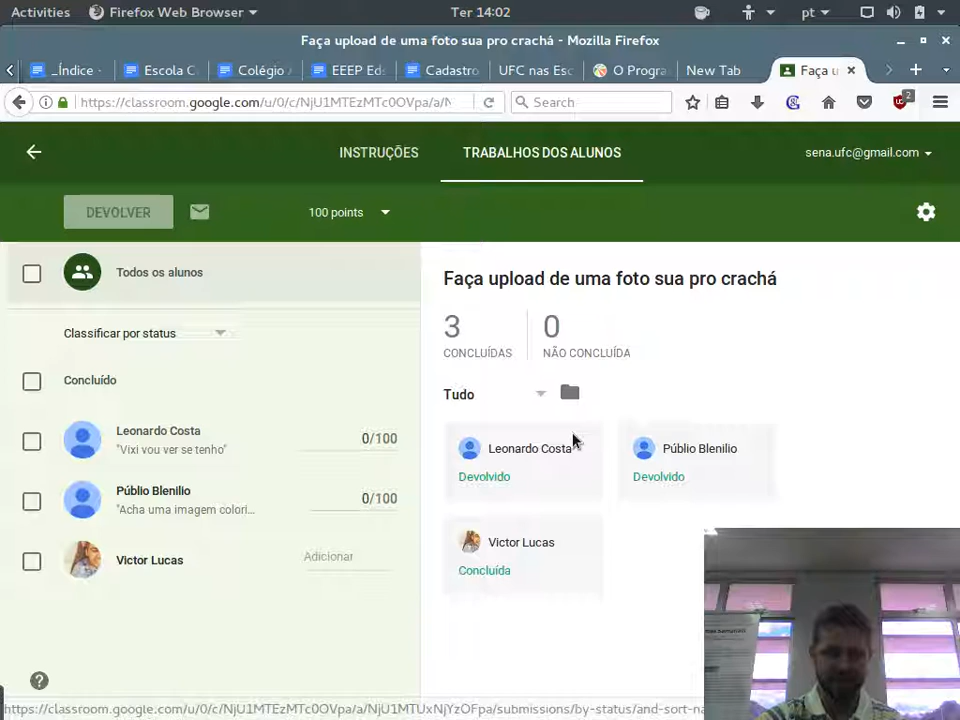 Activities Firefox Web Browser Ter 14:02 pt
Faça upload de uma foto sua pro crachá - Mozilla Firefox
_Índice Escola C Colégio EEEP Ed Cadastro UFC nas Esc O Progra New Tab Faça u
https://classroom.google.com/u/0/c/NjU1MTEzMTc0OVpa/a/N Search 2
INSTRUÇÕES TRABALHOS DOS ALUNOS sena.ufc@gmail.com
DEVOLVER 100 points
Todos os alunos
Faça upload de uma foto sua pro crachá
3 0
CONCLUÍDAS NÃO CONCLUÍDA
Classificar por status
Concluído
Tudo
Leonardo Costa
"Vixi vou ver se tenho" 0/100
Públio Blenilio
"Acha uma imagem colori... 0/100
Victor Lucas Adicionar
Leonardo Costa Públio Blenilio
Devolvido Devolvido
Victor Lucas
Concluída
https://classroom.google.com/u/0/c/NjU1MTEzMTc0OVpa/a/NjU1MTUxNjYzOFpa/submissions/by-status/and-sort-na